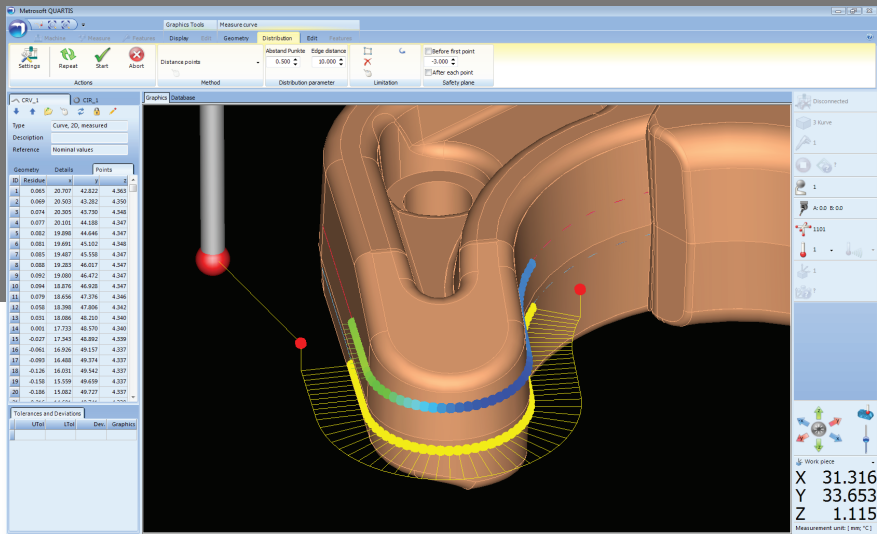 Metrosoft QUARTIS
Graphics Tools Measure curve
Machine Measure Features Display Edit Geometry Distribution Edit Features
Abstand Punkte Edge distance
Before first point
Distance points 0.500 10.000 -3.000
After each point
Settings Repeat Start Abort
Actions Method Distribution parameter Limitation Safety plane
CRV_1 CIR_1
Type Curve, 2D, measured
Description
Reference Nominal values
Geometry Details Points
ID Residue x y z
1 0.065 20.707 42.822 4.363
2 0.069 20.503 43.282 4.350
3 0.074 20.305 43.730 4.348
4 0.077 20.101 44.188 4.347
5 0.082 19.898 44.646 4.347
6 0.081 19.691 45.102 4.348
7 0.085 19.487 45.558 4.347
8 0.088 19.283 46.017 4.347
9 0.092 19.080 46.472 4.347
10 0.094 18.876 46.928 4.347
11 0.079 18.656 47.376 4.346
12 0.058 18.398 47.806 4.342
13 0.031 18.086 48.210 4.340
14 0.001 17.733 48.570 4.340
15 -0.027 17.343 48.892 4.339
16 -0.061 16.926 49.157 4.337
17 -0.093 16.488 49.374 4.337
18 -0.126 16.031 49.542 4.337
19 -0.158 15.559 49.659 4.337
20 -0.186 15.082 49.727 4.337
Tolerances and Deviations
UTol LTol Dev. Graphics
Graphics Database
Disconnected
3 Kurve
1
?
1
A: 0.0 B: 0.0
1101
1
1
?
Work piece
X 31.316
Y 33.653
Z 1.115
Measurement unit: [ mm; °C ]